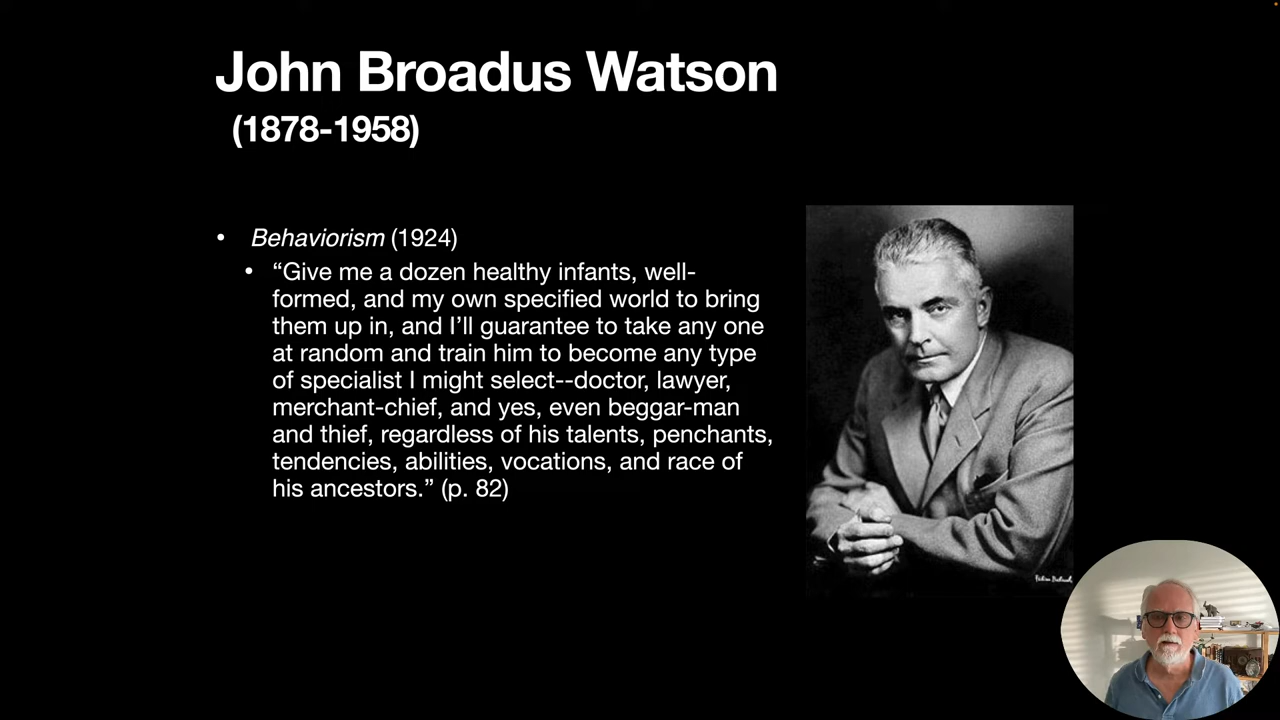 John Broadus Watson
(1878-1958)
• Behaviorism (1924)
• “Give me a dozen healthy infants, well-
formed, and my own specified world to bring
them up in, and I’ll guarantee to take any one
at random and train him to become any type
of specialist I might select--doctor, lawyer,
merchant-chief, and yes, even beggar-man
and thief, regardless of his talents, penchants,
tendencies, abilities, vocations, and race of
his ancestors.” (p. 82)